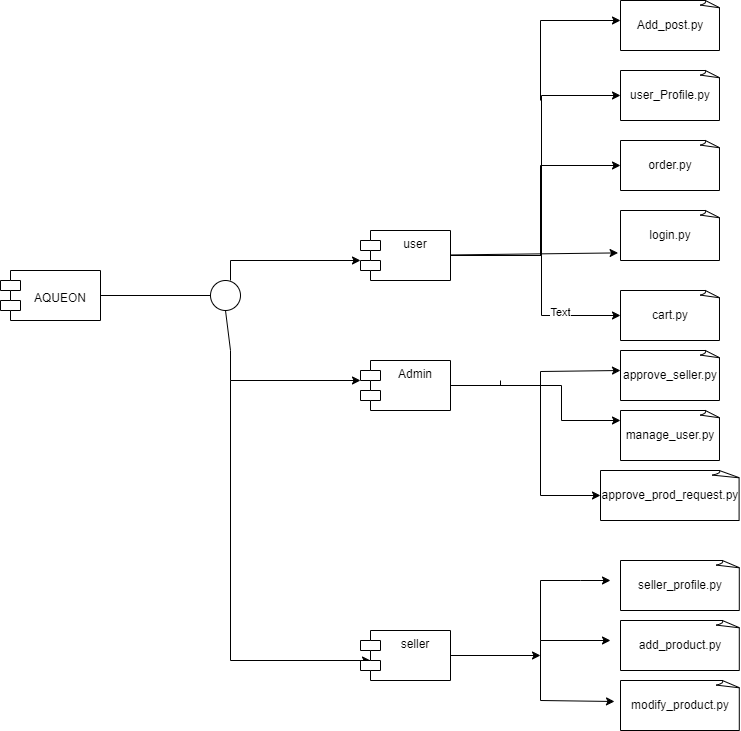 Add_post.py
user_Profile.py
order.py
user
login.py
AQUEON
Text
cart.py
Admin
approve_seller.py
manage_user.py
approve_prod_request.py
seller_profile.py
seller
add_product.py
modify_product.py